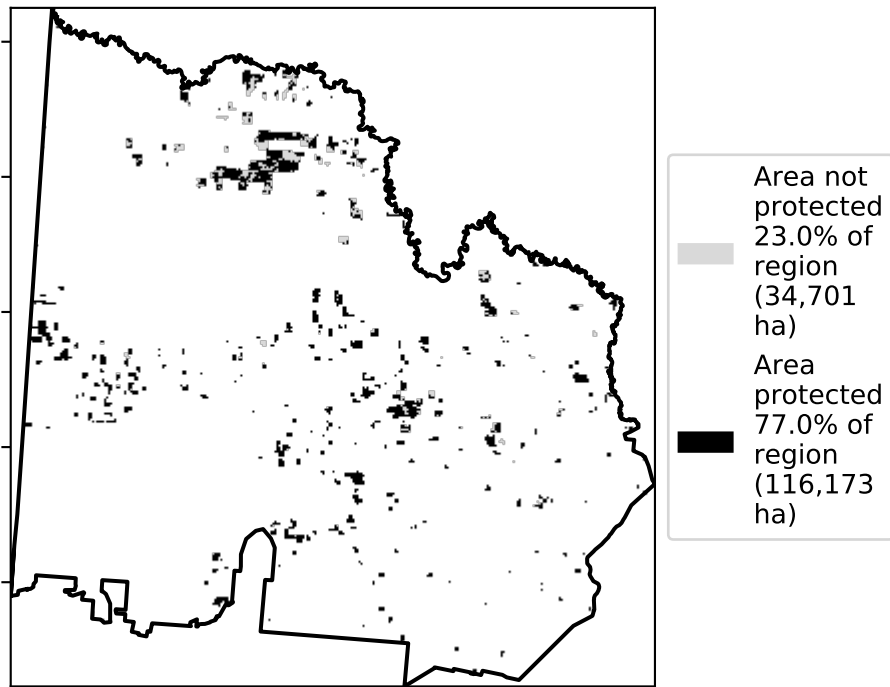 Area not
protected
23.0% of
region
(34,701
ha)
Area
protected
77.0% of
region
(116,173
ha)